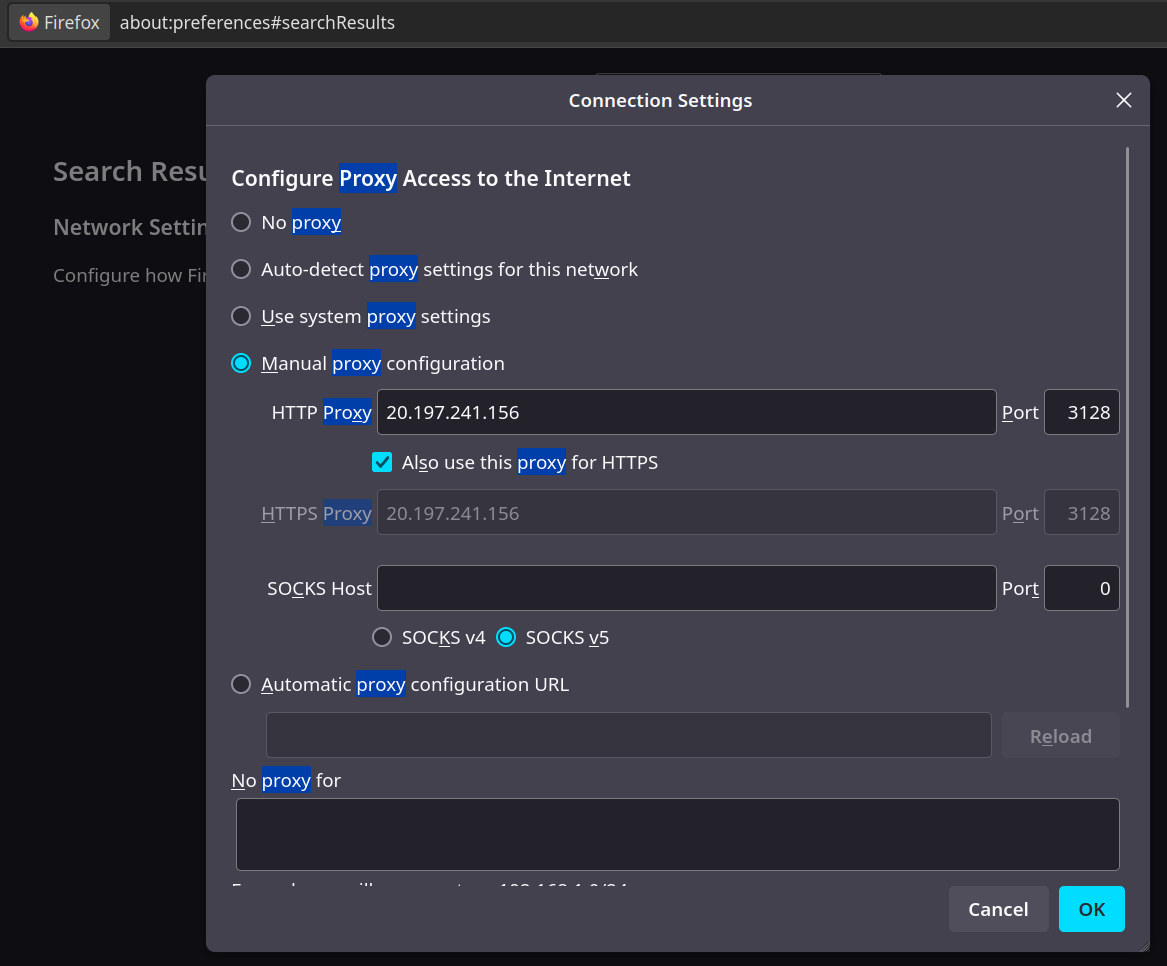 Firefox about:preferences#searchResults
Connection Settings
Search Resu
Configure Proxy Access to the Internet
No proxy
Network Settin
Auto-detect proxy settings for this network
Configure how Fir
Use system proxy settings
Manual proxy configuration
HTTP Proxy 20.197.241.156 Port 3128
Also use this proxy for HTTPS
HTTPS Proxy 20.197.241.156 Port 3128
SOCKS Host Port 0
SOCKS v4 SOCKS v5
Automatic proxy configuration URL
Reload
No proxy for
Cancel OK